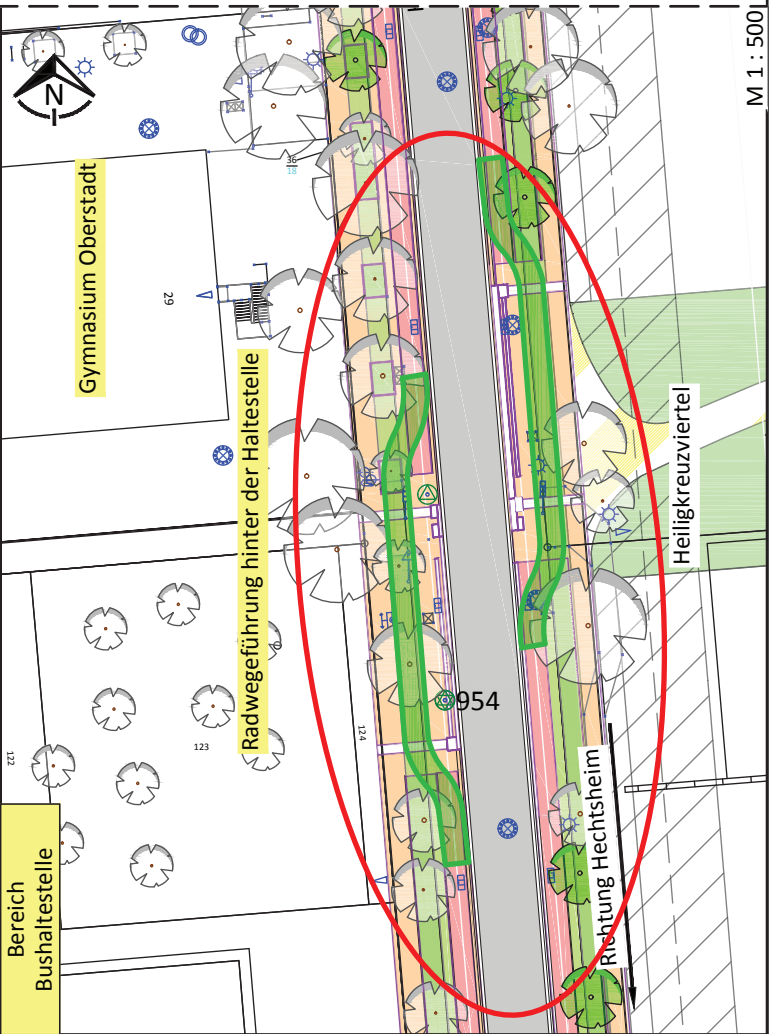 M 1 : 500
N
36
18
Gymnasium Oberstadt
29
Radwegeführung hinter der Haltestelle
Heiligkreuzviertel
954
124
123
122
Richtung Hechtsheim
Bereich
Bushaltestelle